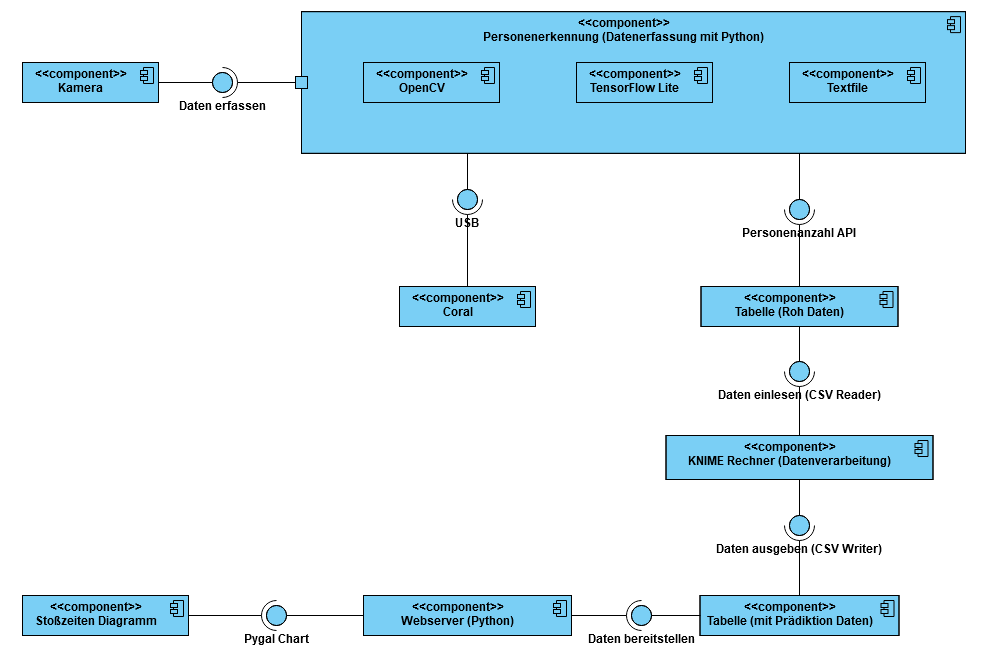 <<component>>
Personenerkennung (Datenerfassung mit Python)
<<component>>
Kamera
Daten erfassen
<<component>>
OpenCV
<<component>>
TensorFlow Lite
<<component>>
Textfile
USB
Personenanzahl API
<<component>>
Coral
<<component>>
Tabelle (Roh Daten)
Daten einlesen (CSV Reader)
<<component>>
KNIME Rechner (Datenverarbeitung)
Daten ausgeben (CSV Writer)
<<component>>
Stoßzeiten Diagramm
Pygal Chart
<<component>>
Webserver (Python)
Daten bereitstellen
<<component>>
Tabelle (mit Prädiktion Daten)